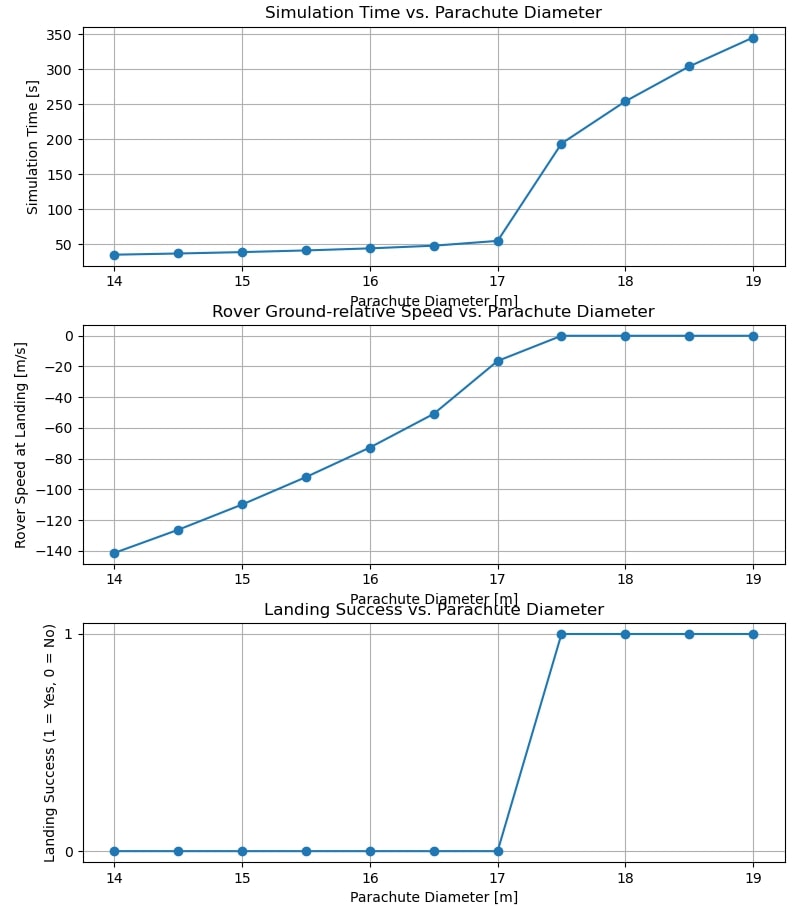 Simulation Time vs. Parachute Diameter
Simulation Time [s]
350
300
250
200
150
100
50
14 15 16 17 18 19
Parachute Diameter [m]
Rover Ground-relative Speed vs. Parachute Diameter
Rover Speed at Landing [m/s]
0
−20
−40
−60
−80
−100
−120
−140
14 15 16 17 18 19
Parachute Diameter [m]
Landing Success vs. Parachute Diameter
Landing Success (1 = Yes, 0 = No)
1
0
14 15 16 17 18 19
Parachute Diameter [m]